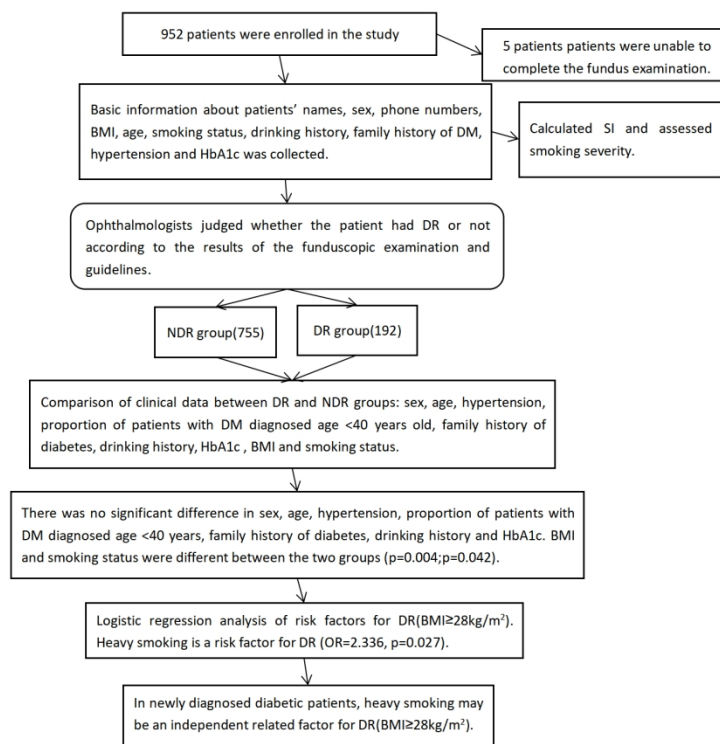 952 patients were enrolled in the study
5 patients patients were unable to
complete the fundus examination.
Basic information about patients' names, sex, phone numbers,
BMI, age, smoking status, drinking history, family history of DM,
hypertension and HbA1c was collected.
Calculated SI and assessed
smoking severity.
Ophthalmologists judged whether the patient had DR or not
according to the results of the funduscopic examination and
guidelines.
NDR group(755)
DR group(192)
Comparison of clinical data between DR and NDR groups: sex, age, hypertension,
proportion of patients with DM diagnosed age <40 years old, family history of
diabetes, drinking history, HbA1c , BMI and smoking status.
There was no significant difference in sex, age, hypertension, proportion of patients with
DM diagnosed age <40 years, family history of diabetes, drinking history and HbA1c. BMI
and smoking status were different between the two groups (p=0.004;p=0.042).
Logistic regression analysis of risk factors for DR(BMI≥28kg/m²).
Heavy smoking is a risk factor for DR (OR=2.336, p=0.027).
In newly diagnosed diabetic patients, heavy smoking may
be an independent related factor for DR(BMI≥28kg/m²).